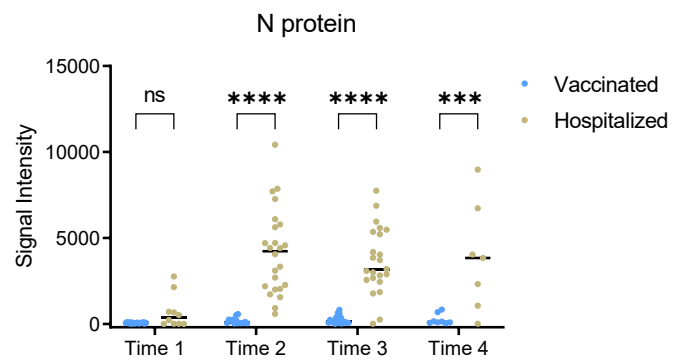 N protein
15000
10000
5000
0
Signal Intensity
ns
****
****
***
Vaccinated
Hospitalized
Time 1
Time 2
Time 3
Time 4